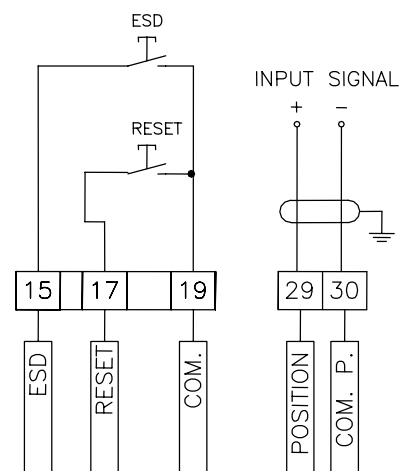 ESD
INPUT SIGNAL
+ −
RESET
15 17 19 29 30
ESD
RESET
COM.
POSITION
COM. P.